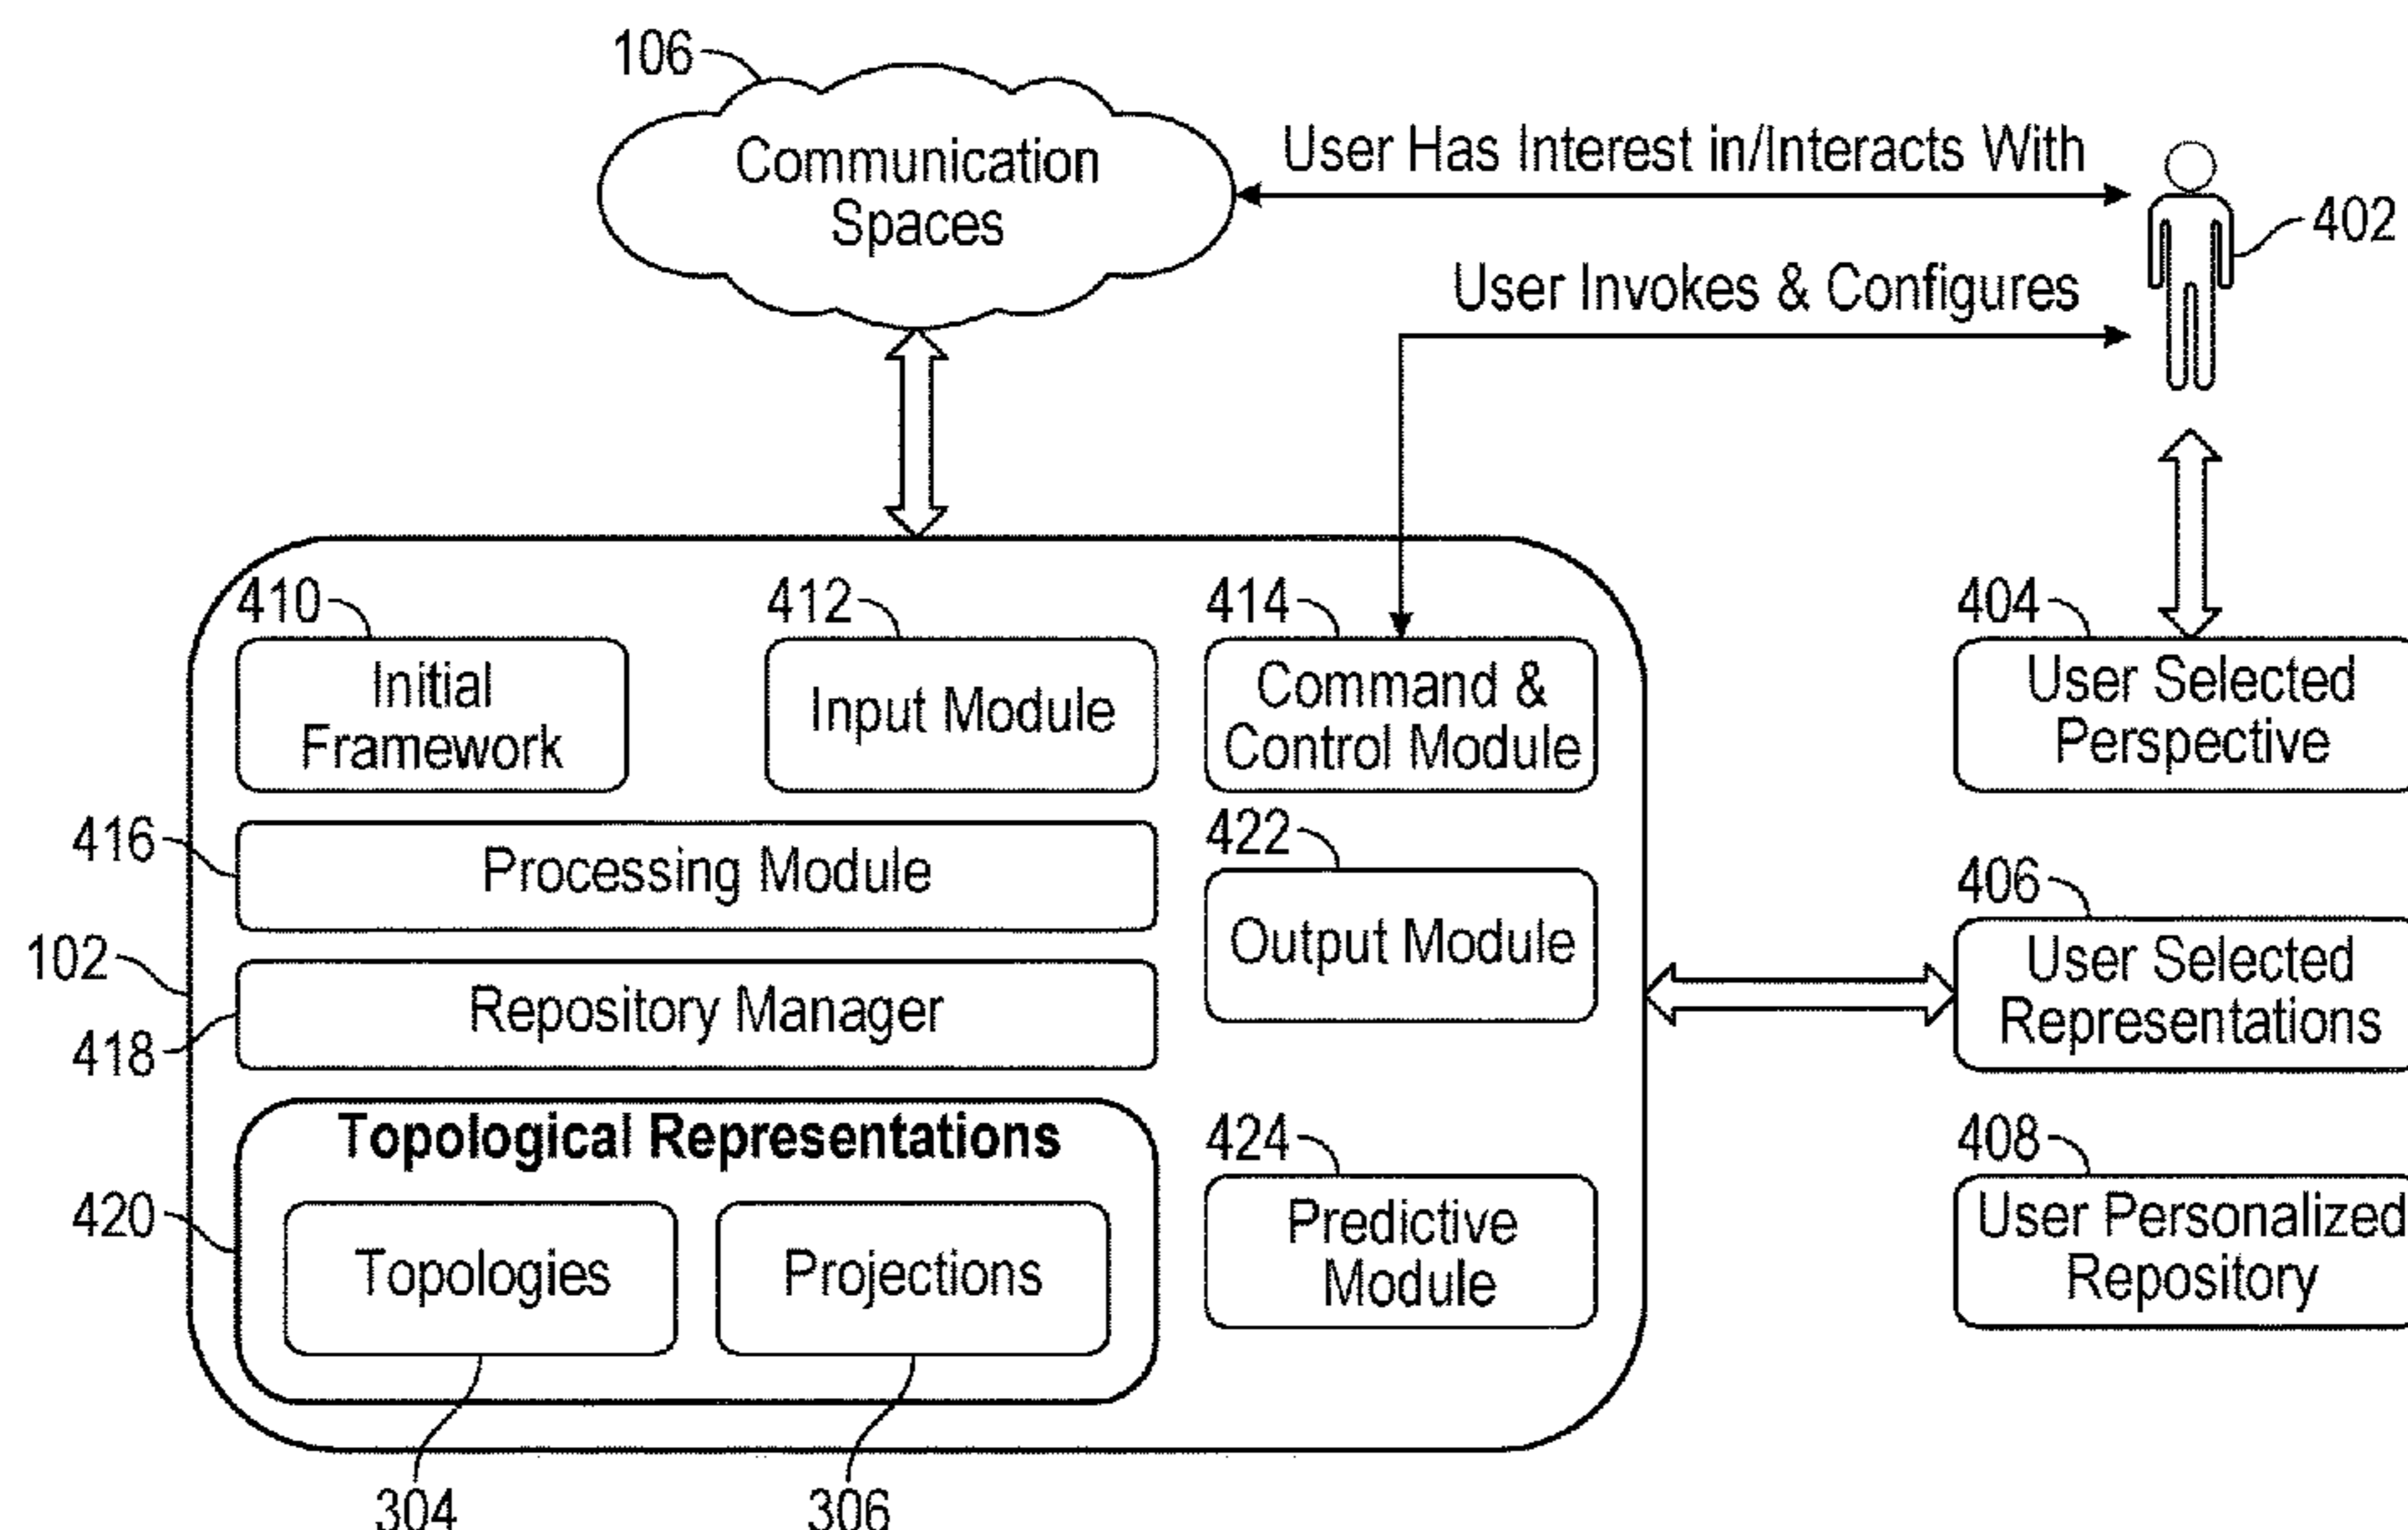 106
Communication
Spaces
User Has Interest in/Interacts With
402
User Invokes & Configures
410
412
414
404
Initial
Framework
Input Module
Command &
Control Module
User Selected
Perspective
416
Processing Module
422
Output Module
406
User Selected
Representations
102
418
Repository Manager
Topological Representations
420
Topologies
Projections
424
Predictive
Module
408
User Personalized
Repository
304
306